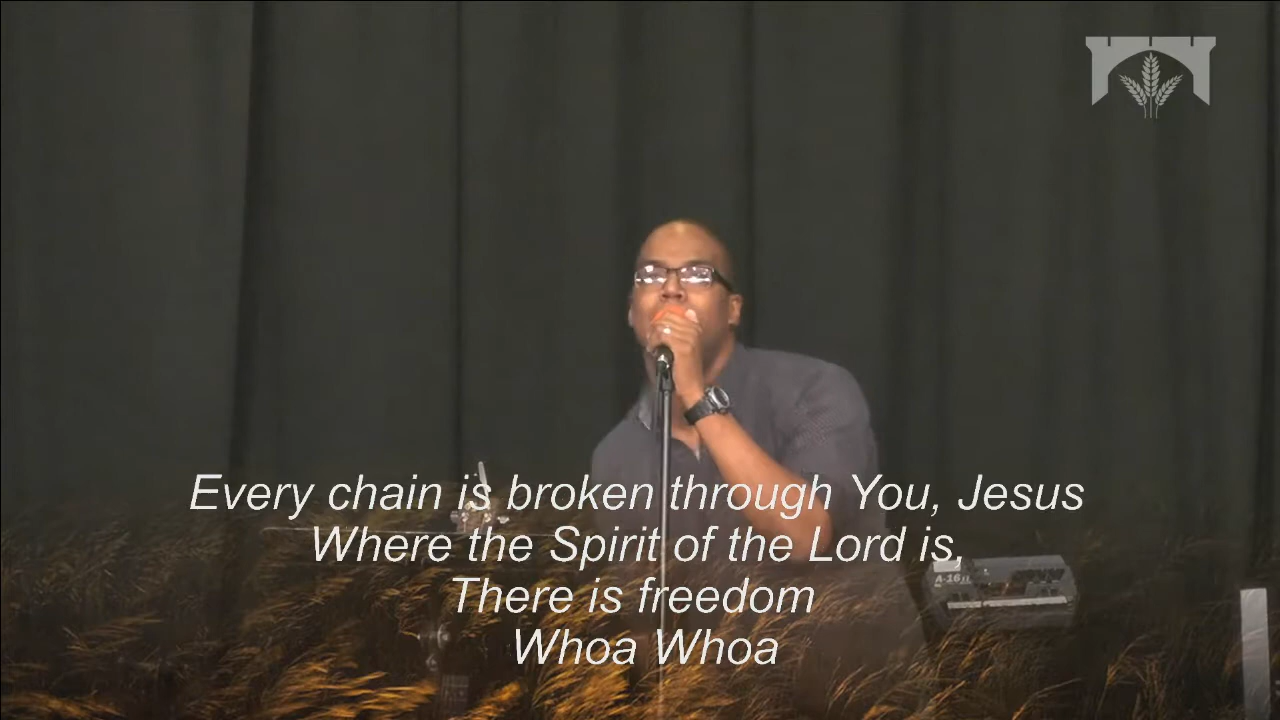 Every chain is broken through You, Jesus
Where the Spirit of the Lord is,
There is freedom
Whoa Whoa
A-16